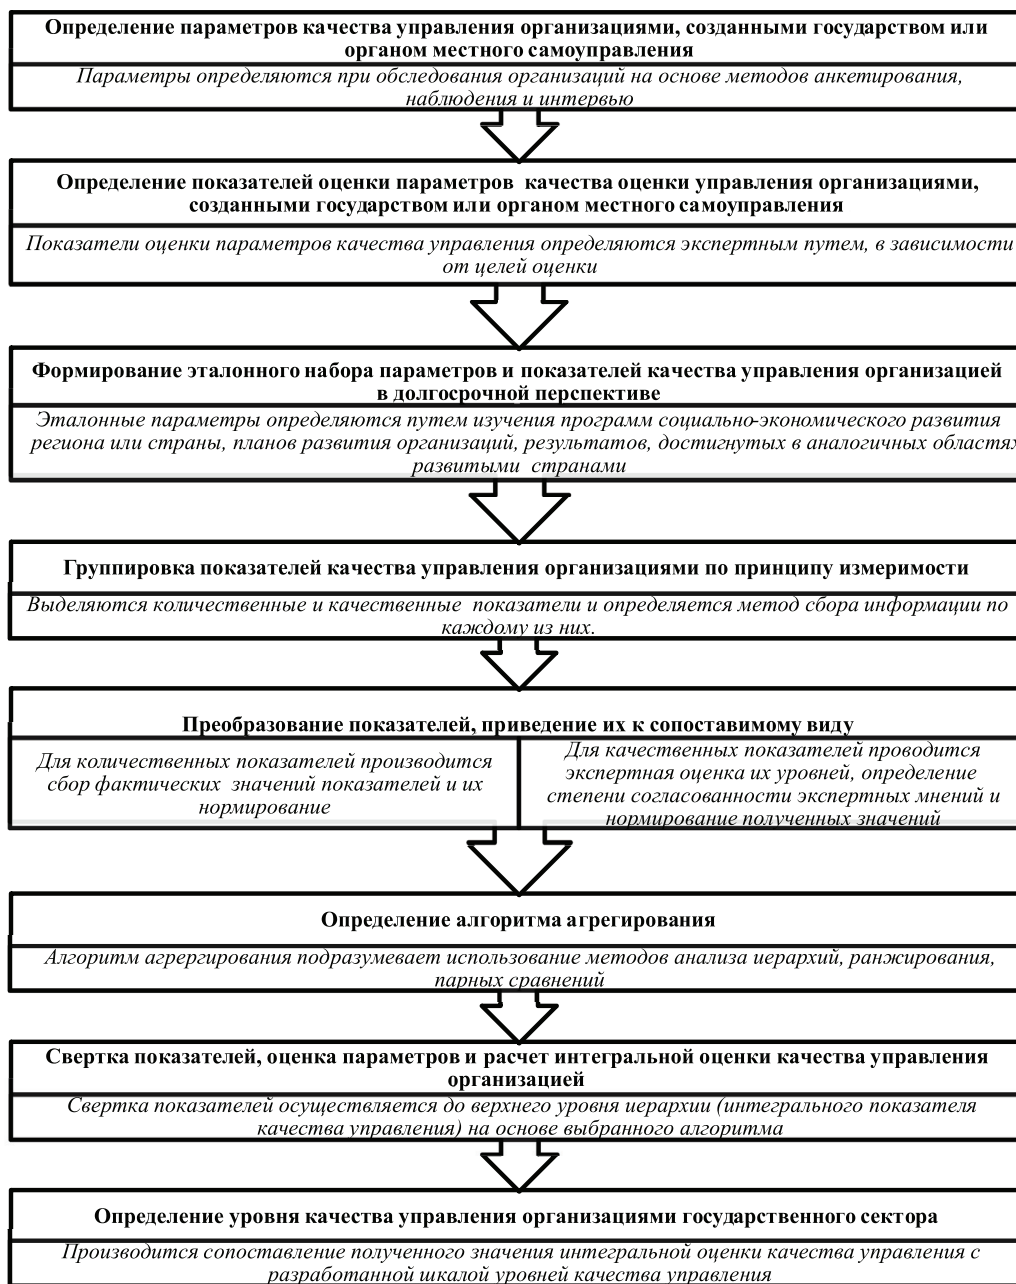 Определение параметров качества управления организациями, созданными государством или
органом местного самоуправления
Параметры определяются при обследования организаций на основе методов анкетирования,
наблюдения и интервью
Определение показателей оценки параметров качества оценки управления организациями,
созданными государством или органом местного самоуправления
Показатели оценки параметров качества управления определяются экспертным путем, в зависимости
от целей оценки
Формирование эталонного набора параметров и показателей качества управления организацией
в долгосрочной перспективе
Эталонные параметры определяются путем изучения программ социально-экономического развития
региона или страны, планов развития организаций, результатов, достигнутых в аналогичных областях
развитыми странами
Группировка показателей качества управления организациями по принципу измеримости
Выделяются количественные и качественные показатели и определяется метод сбора информации по
каждому из них.
Преобразование показателей, приведение их к сопоставимому виду
Для количественных показателей производится
сбор фактических значений показателей и их
нормирование
Для качественных показателей проводится
экспертная оценка их уровней, определение
степени согласованности экспертных мнений и
нормирование полученных значений
Определение алгоритма агрегирования
Алгоритм агрергирования подразумевает использование методов анализа иерархий, ранжирования,
парных сравнений
Свертка показателей, оценка параметров и расчет интегральной оценки качества управления
организацией
Свертка показателей осуществляется до верхнего уровня иерархии (интегрального показателя
качества управления) на основе выбранного алгоритма
Определение уровня качества управления организациями государственного сектора
Производится сопоставление полученного значения интегральной оценки качества управления с
разработанной шкалой уровней качества управления